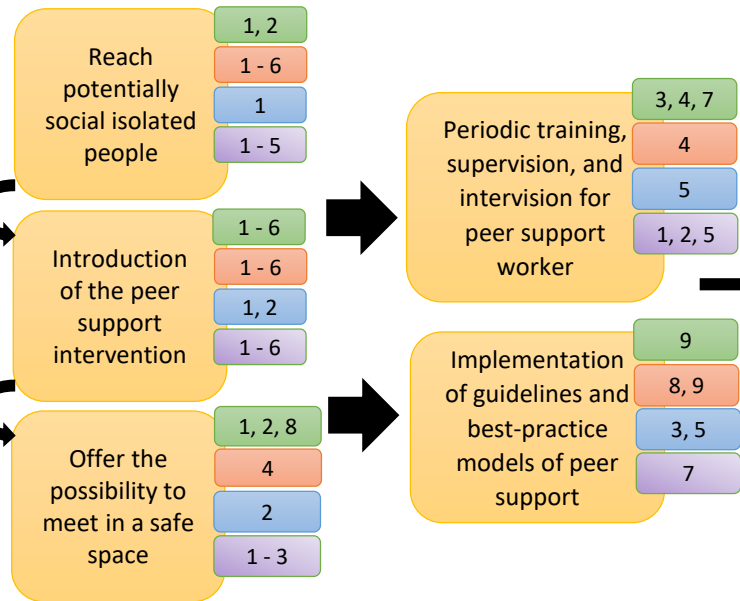 Reach
potentially
social isolated
people
1, 2
1 - 6
1
1 - 5
Introduction
of the peer
support
intervention
1 - 6
1 - 6
1, 2
1 - 6
Offer the
possibility to
meet in a safe
space
1, 2, 8
4
2
1 - 3
Periodic training,
supervision, and
intervision for
peer support
worker
3, 4, 7
4
5
1, 2, 5
Implementation
of guidelines and
best-practice
models of peer
support
9
8, 9
3, 5
7